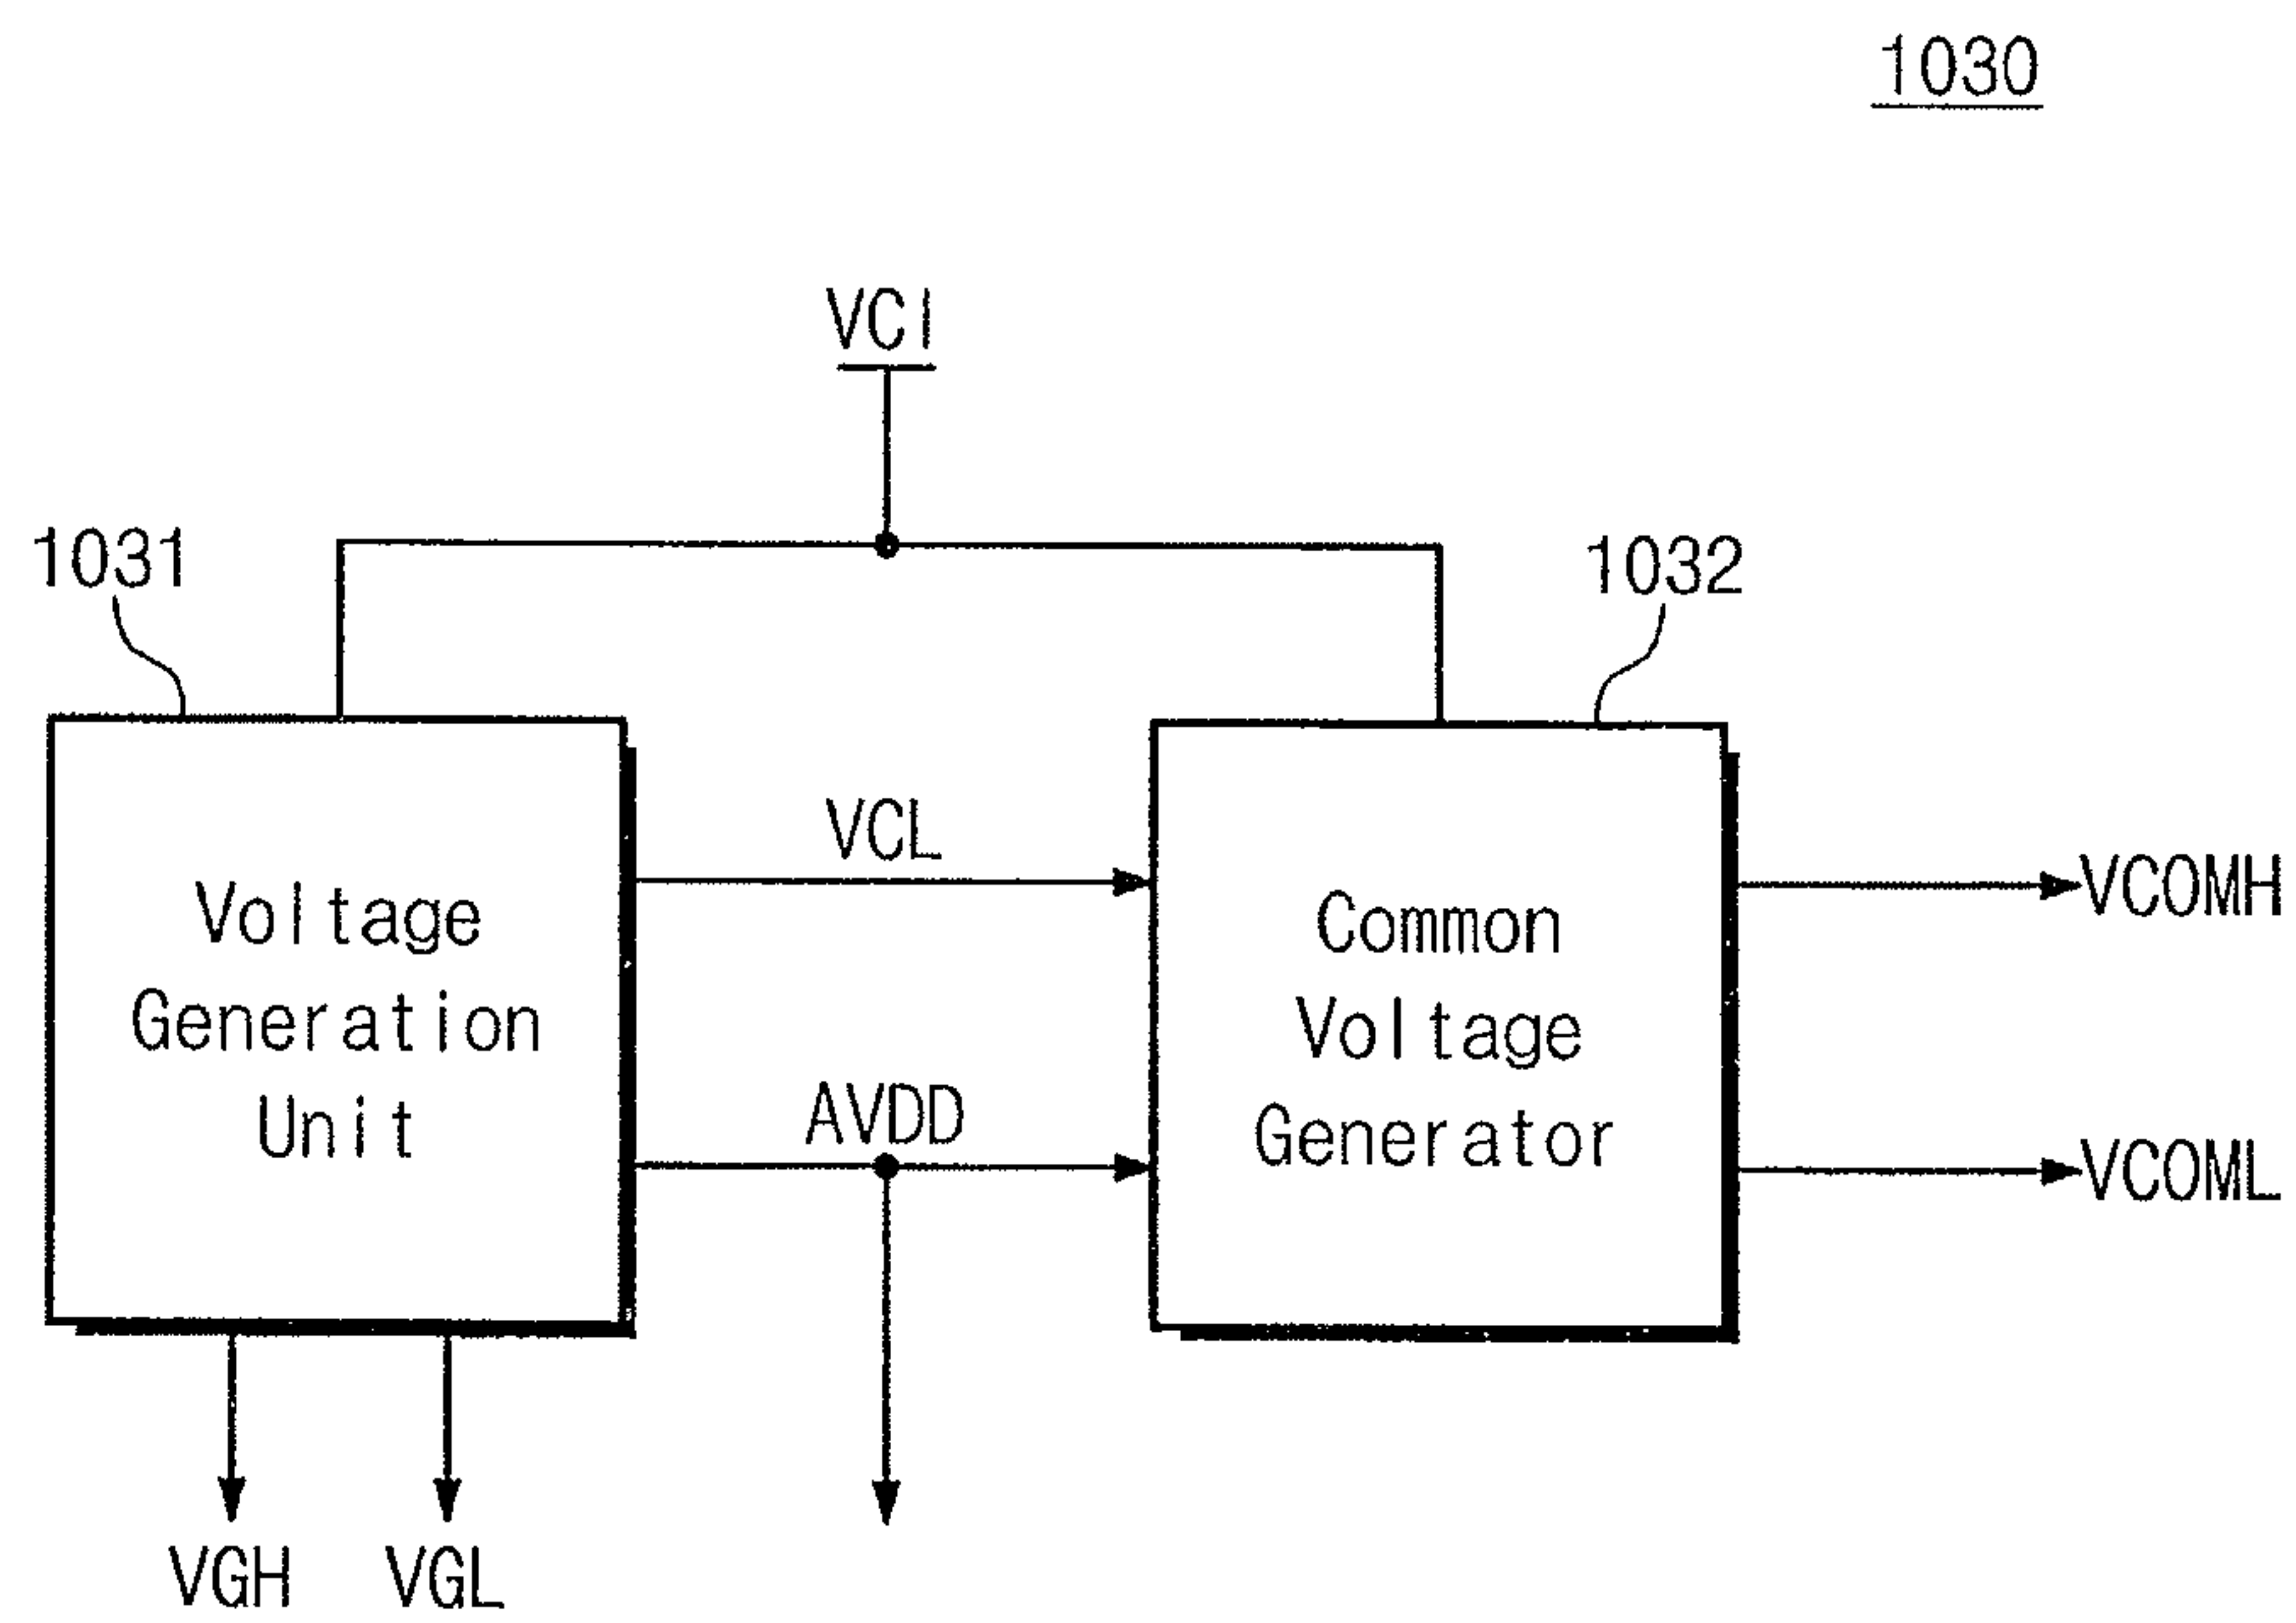 1030
VCI
1031
1032
VCL
Voltage
Generation
Unit
AVDD
Common
Voltage
Generator
VCOMH
VCOML
VGH
VGL